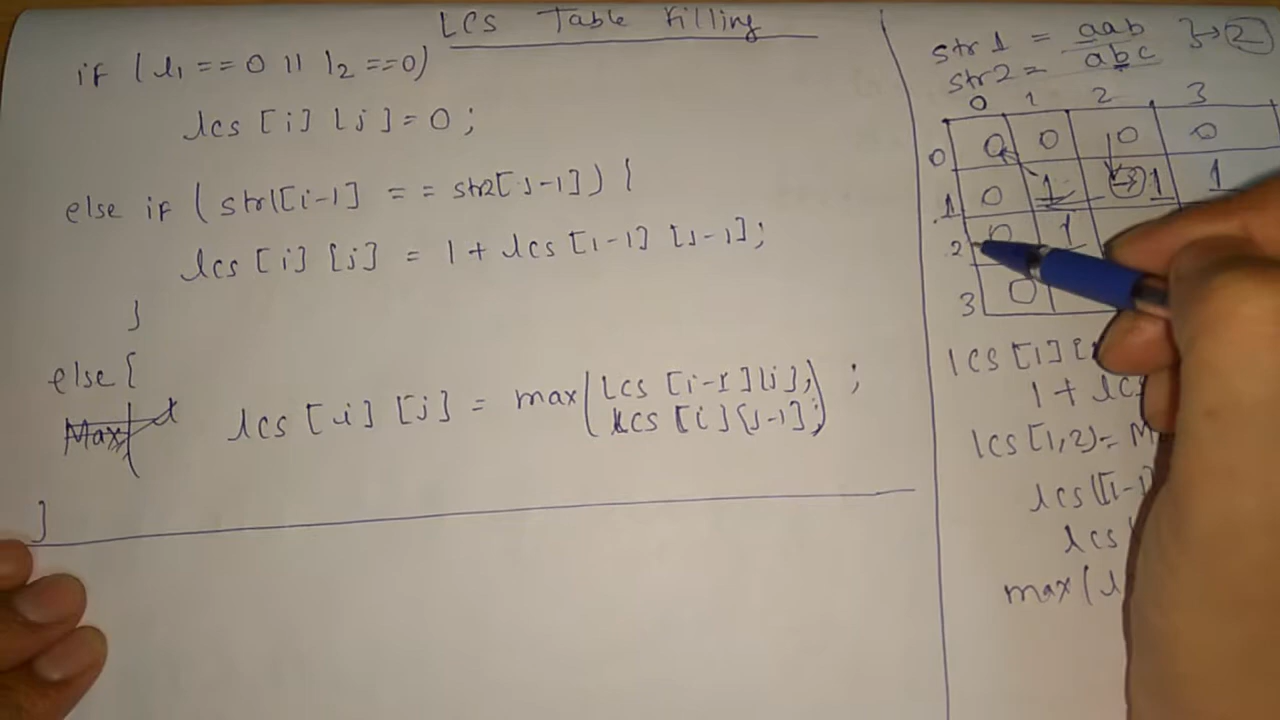 LCS Table Filling
if (l1 == 0 || l2 == 0)
lcs [i] [j] = 0 ;
else if (str1[i-1] == str2[j-1]) {
lcs [i] [j] = 1 + lcs [i-1] [j-1];
}
else {
Max
lcs [i] [j] = max(lcs [i-1][j], ;
lcs [i][j-1];)
}
str1 = aab } → 2
str2 = abc
0 1 2 3
0 0 0 0 0
1 0 1 1 1
2 0 1
3 0
lcs [1] [
1 + lcs
lcs [1,2) = M
lcs([i-1]
lcs
max (l